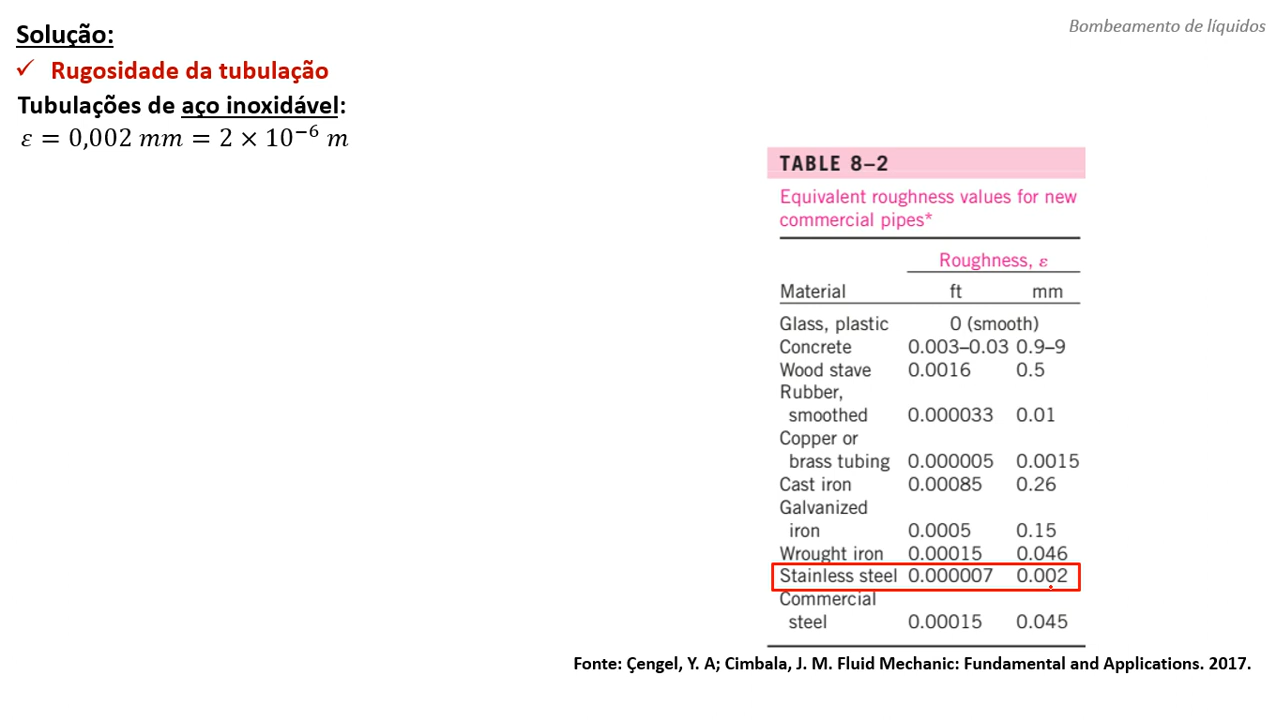 Solução:
Bombeamento de líquidos
✓ Rugosidade da tubulação
Tubulações de aço inoxidável:
ε = 0,002 mm = 2 × 10⁻⁶ m
TABLE 8–2
Equivalent roughness values for new
commercial pipes*
Roughness, ε
Material ft mm
Glass, plastic 0 (smooth)
Concrete 0.003–0.03 0.9–9
Wood stave 0.0016 0.5
Rubber,
smoothed 0.000033 0.01
Copper or
brass tubing 0.000005 0.0015
Cast iron 0.00085 0.26
Galvanized
iron 0.0005 0.15
Wrought iron 0.00015 0.046
Stainless steel 0.000007 0.002
Commercial
steel 0.00015 0.045
Fonte: Çengel, Y. A; Cimbala, J. M. Fluid Mechanic: Fundamental and Applications. 2017.